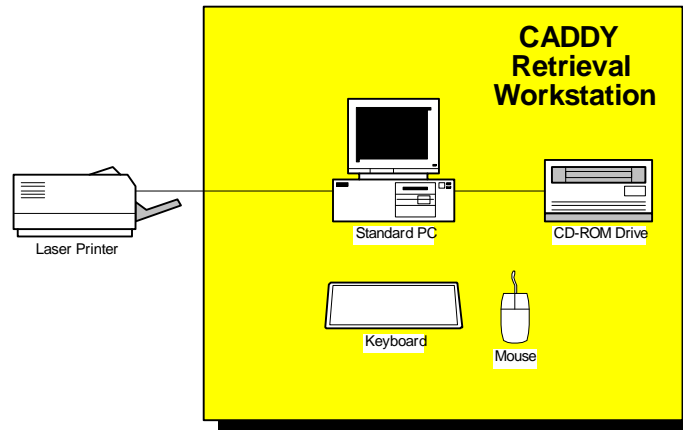 CADDY
Retrieval
Workstation
Laser Printer
Standard PC
CD-ROM Drive
Keyboard
Mouse